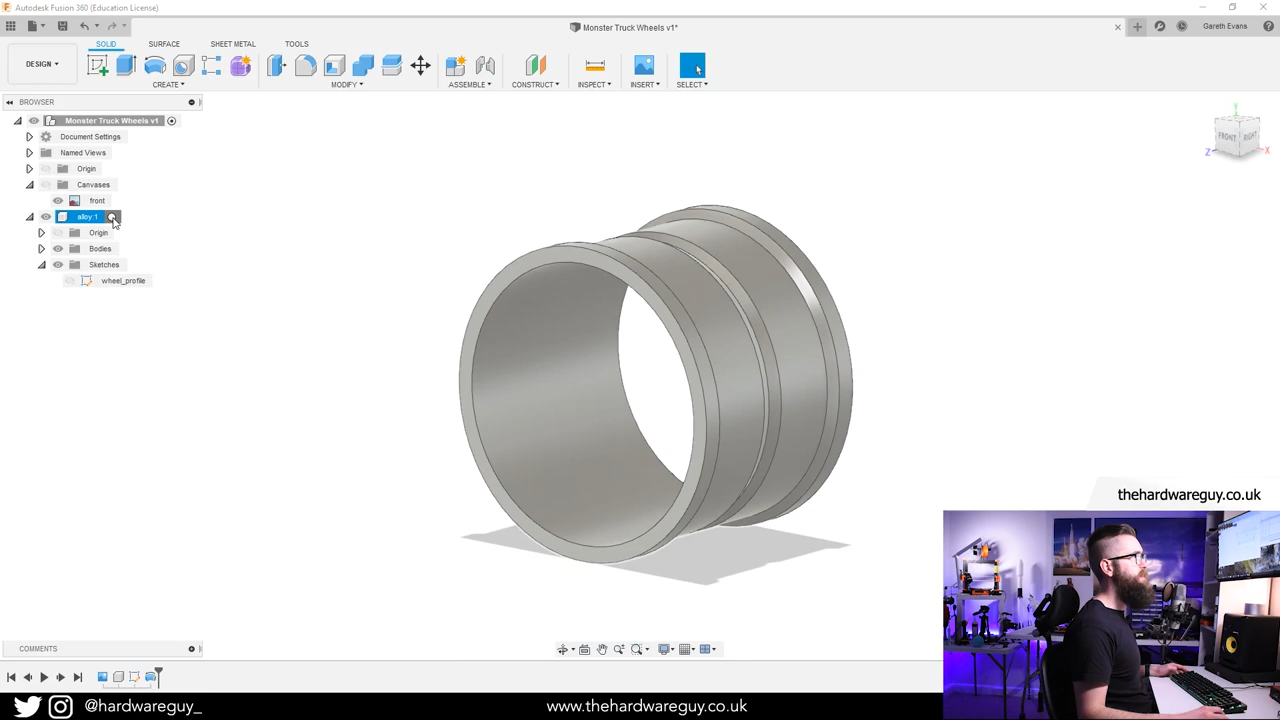 Autodesk Fusion 360 (Education License)
Monster Truck Wheels v1*
Gareth Evans
DESIGN
SOLID SURFACE SHEET METAL TOOLS
CREATE MODIFY ASSEMBLE CONSTRUCT INSPECT INSERT SELECT
BROWSER
Monster Truck Wheels v1
Document Settings
Named Views
Origin
Canvases
front
alloy:1
Origin
Bodies
Sketches
wheel_profile
Y
FRONT RIGHT
Z X
thehardwareguy.co.uk
COMMENTS
@hardwareguy_
www.thehardwareguy.co.uk